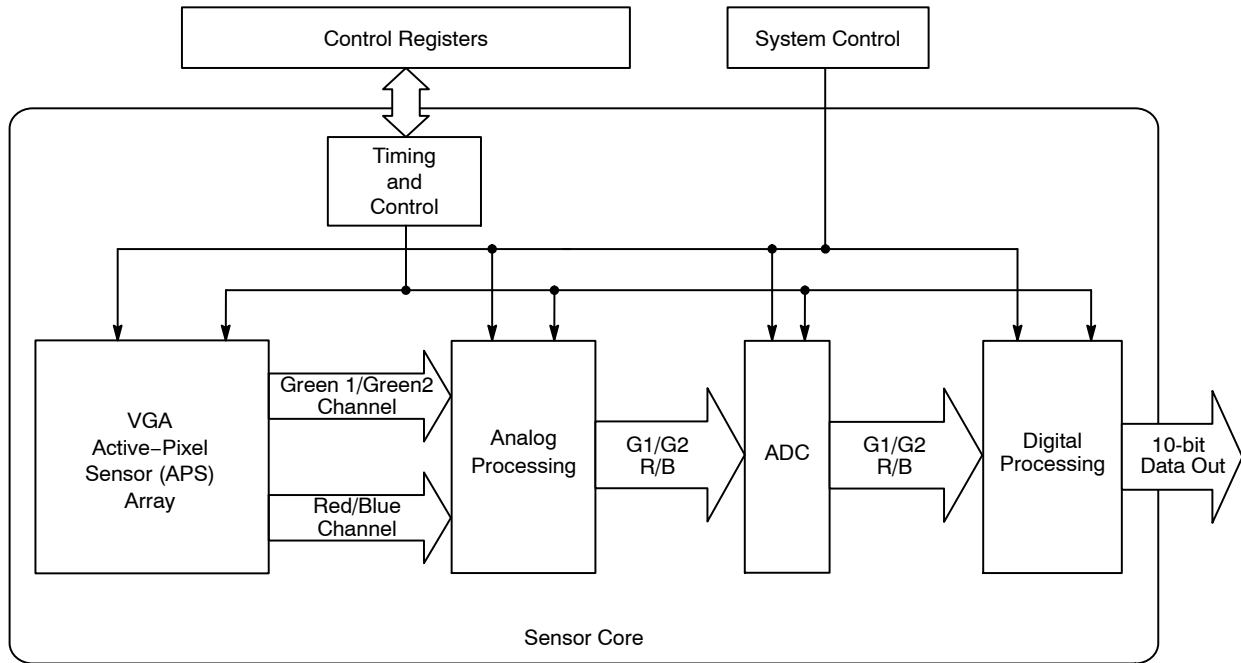 Control Registers
System Control
Timing
and
Control
VGA
Active−Pixel
Sensor (APS)
Array
Green 1/Green2
Channel
Red/Blue
Channel
Analog
Processing
G1/G2
R/B
ADC
G1/G2
R/B
Digital
Processing
10-bit
Data Out
Sensor Core